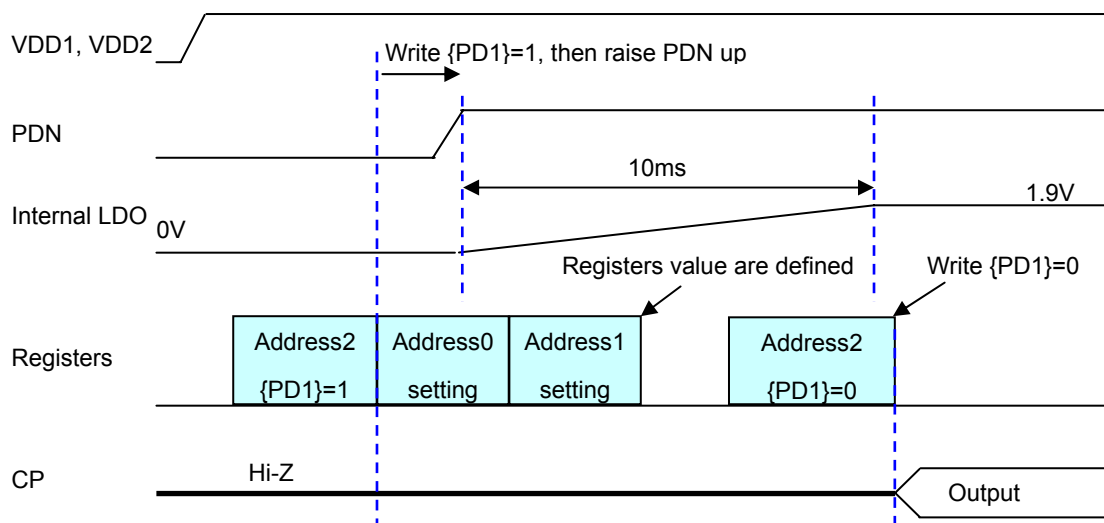 VDD1, VDD2
Write {PD1}=1, then raise PDN up
PDN
10ms
Internal LDO
0V
1.9V
Registers value are defined
Write {PD1}=0
Registers
Address2
{PD1}=1
Address0
setting
Address1
setting
Address2
{PD1}=0
CP
Hi-Z
Output